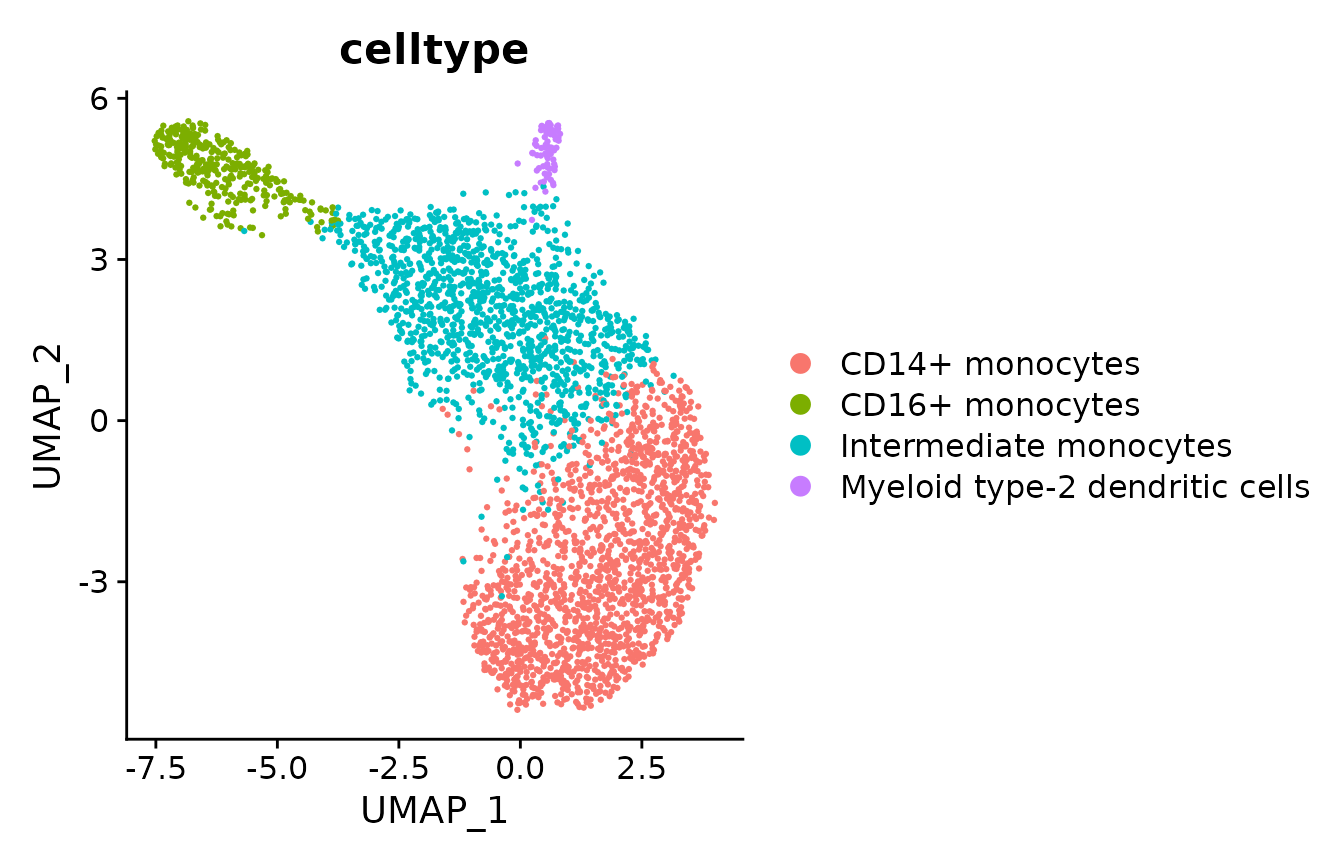 celltype
6
3
0
-3
UMAP_2
-7.5 -5.0 -2.5 0.0 2.5
UMAP_1
CD14+ monocytes
CD16+ monocytes
Intermediate monocytes
Myeloid type-2 dendritic cells